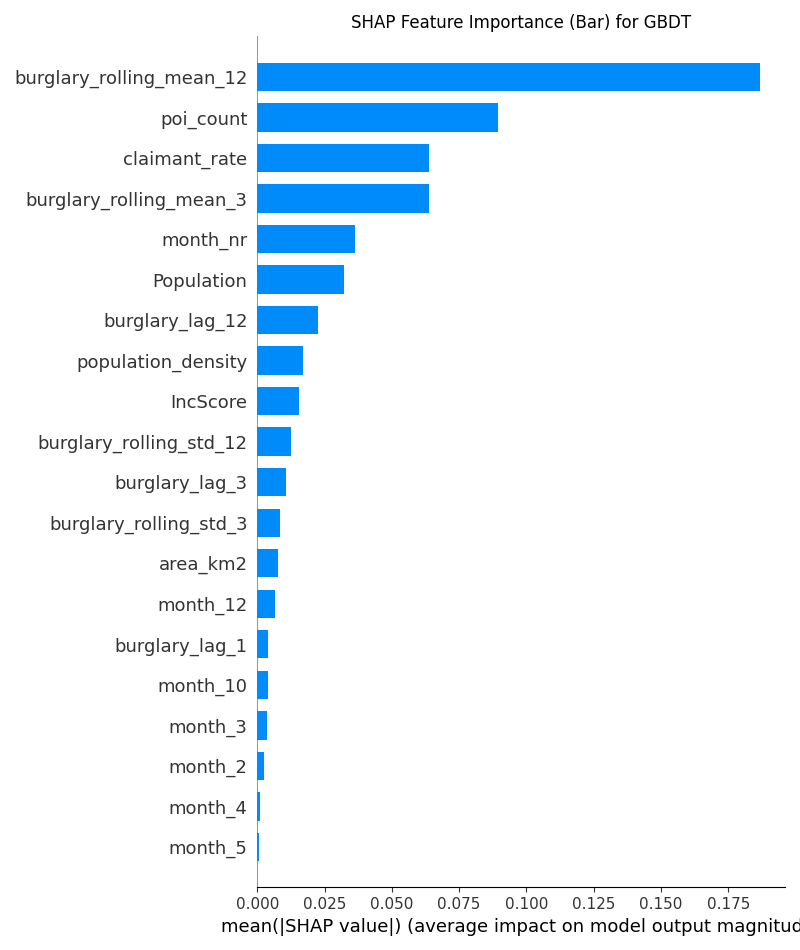 SHAP Feature Importance (Bar) for GBDT
burglary_rolling_mean_12
poi_count
claimant_rate
burglary_rolling_mean_3
month_nr
Population
burglary_lag_12
population_density
IncScore
burglary_rolling_std_12
burglary_lag_3
burglary_rolling_std_3
area_km2
month_12
burglary_lag_1
month_10
month_3
month_2
month_4
month_5
0.000 0.025 0.050 0.075 0.100 0.125 0.150 0.175
mean(|SHAP value|) (average impact on model output magnitud